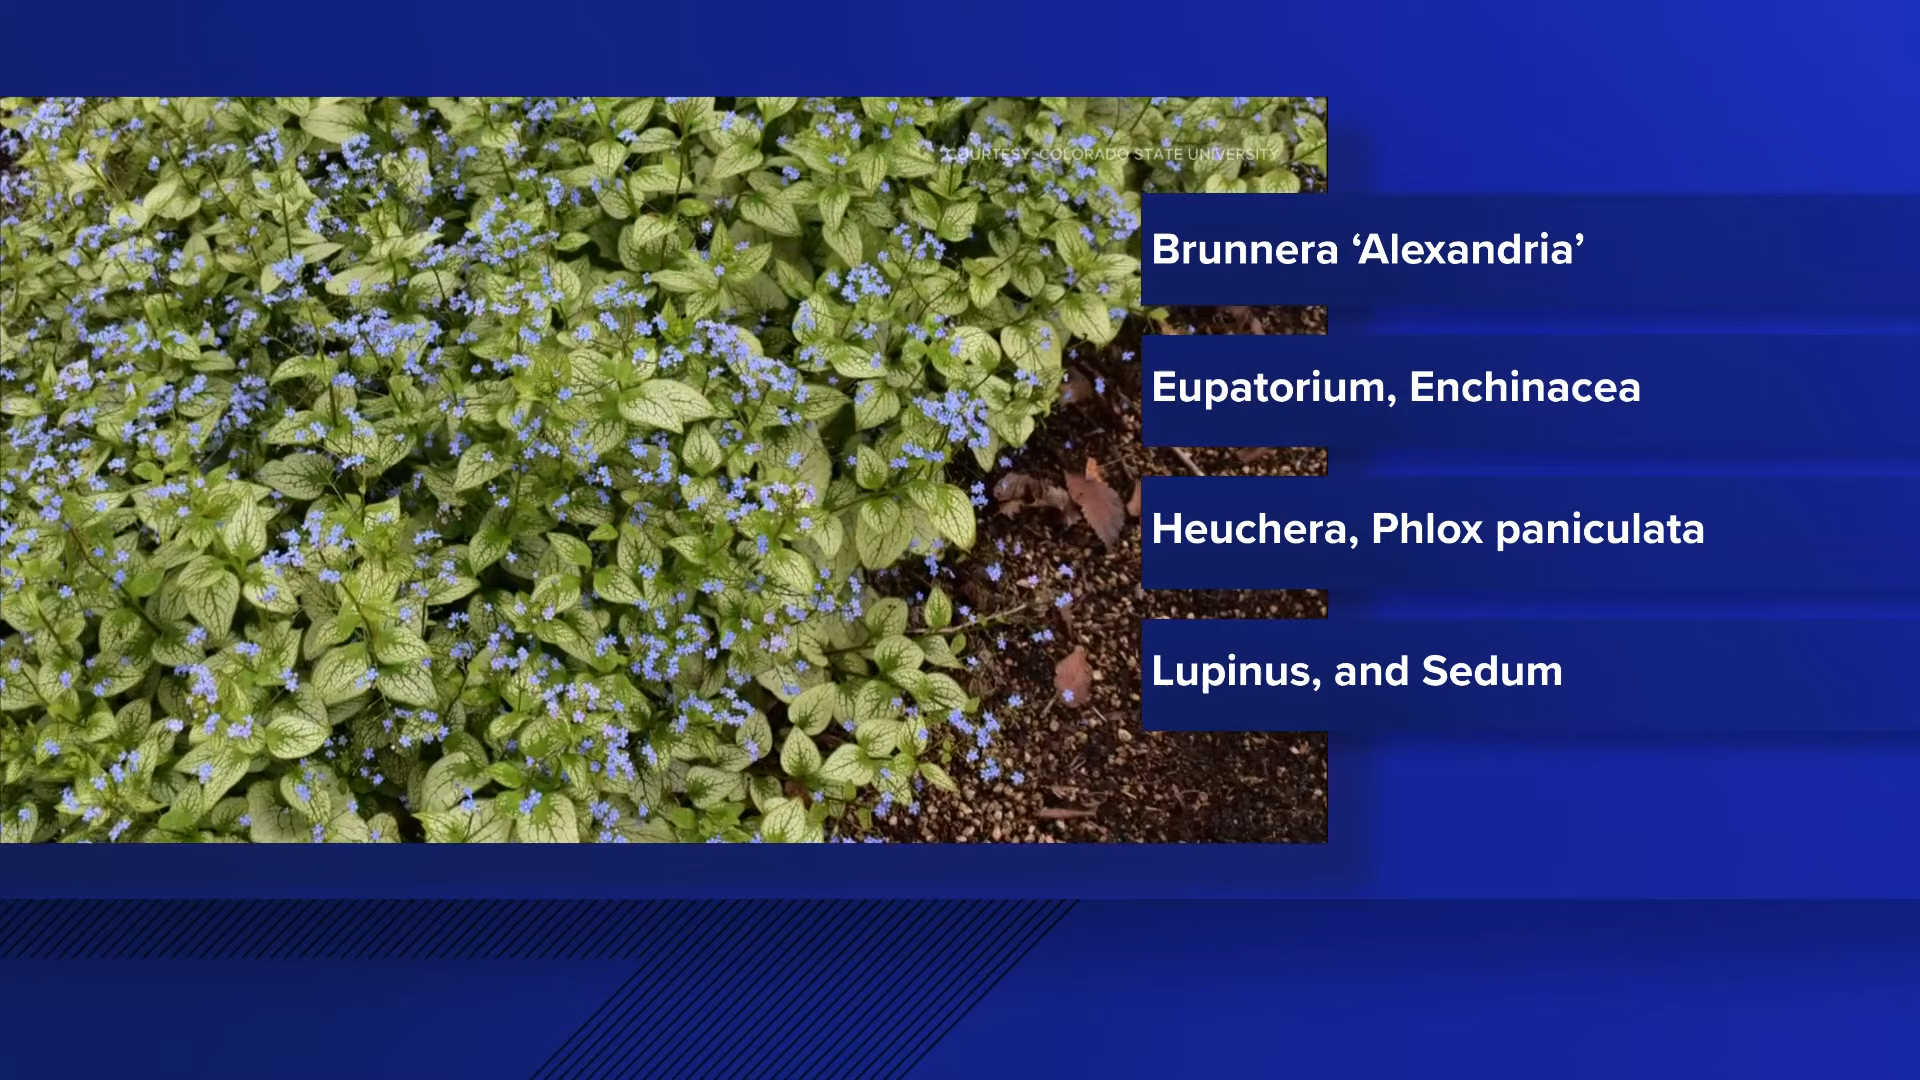 COURTESY: COLORADO STATE UNIVERSITY
Brunnera ‘Alexandria’
Eupatorium, Enchinacea
Heuchera, Phlox paniculata
Lupinus, and Sedum